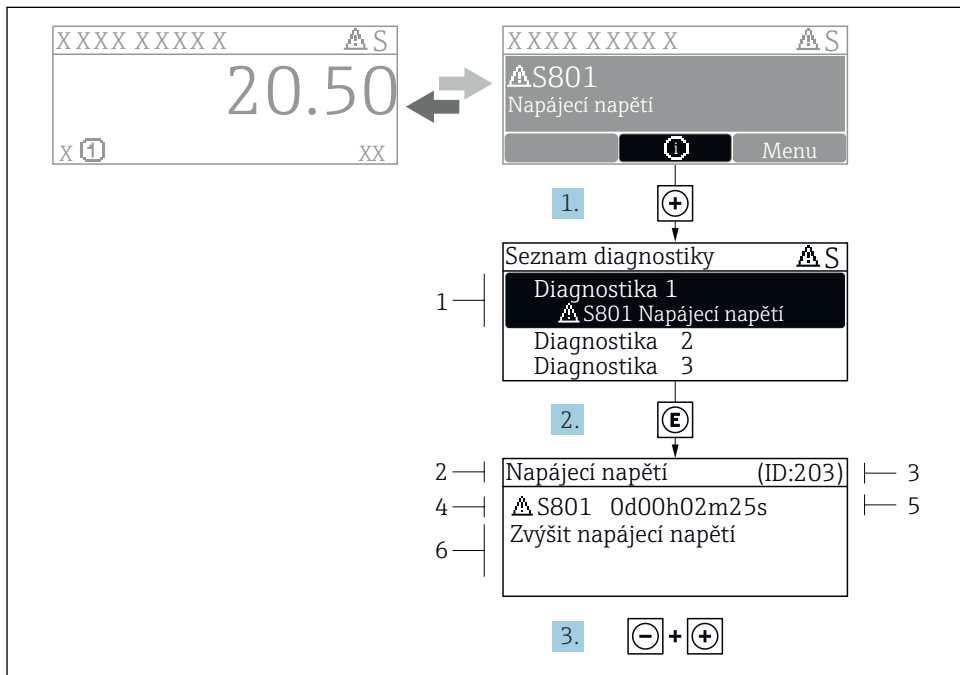 XXXX XXXXX ⚠S
20.50
X 1 XX
XXXX XXXX X ⚠S
⚠S801
Napájecí napětí
i Menu
1. +
Seznam diagnostiky ⚠S
1 Diagnostika 1
⚠S801 Napájecí napětí
Diagnostika 2
Diagnostika 3
2. E
2 Napájecí napětí (ID:203) 3
4 ⚠S801 0d00h02m25s 5
6 Zvýšit napájecí napětí
3. - + +